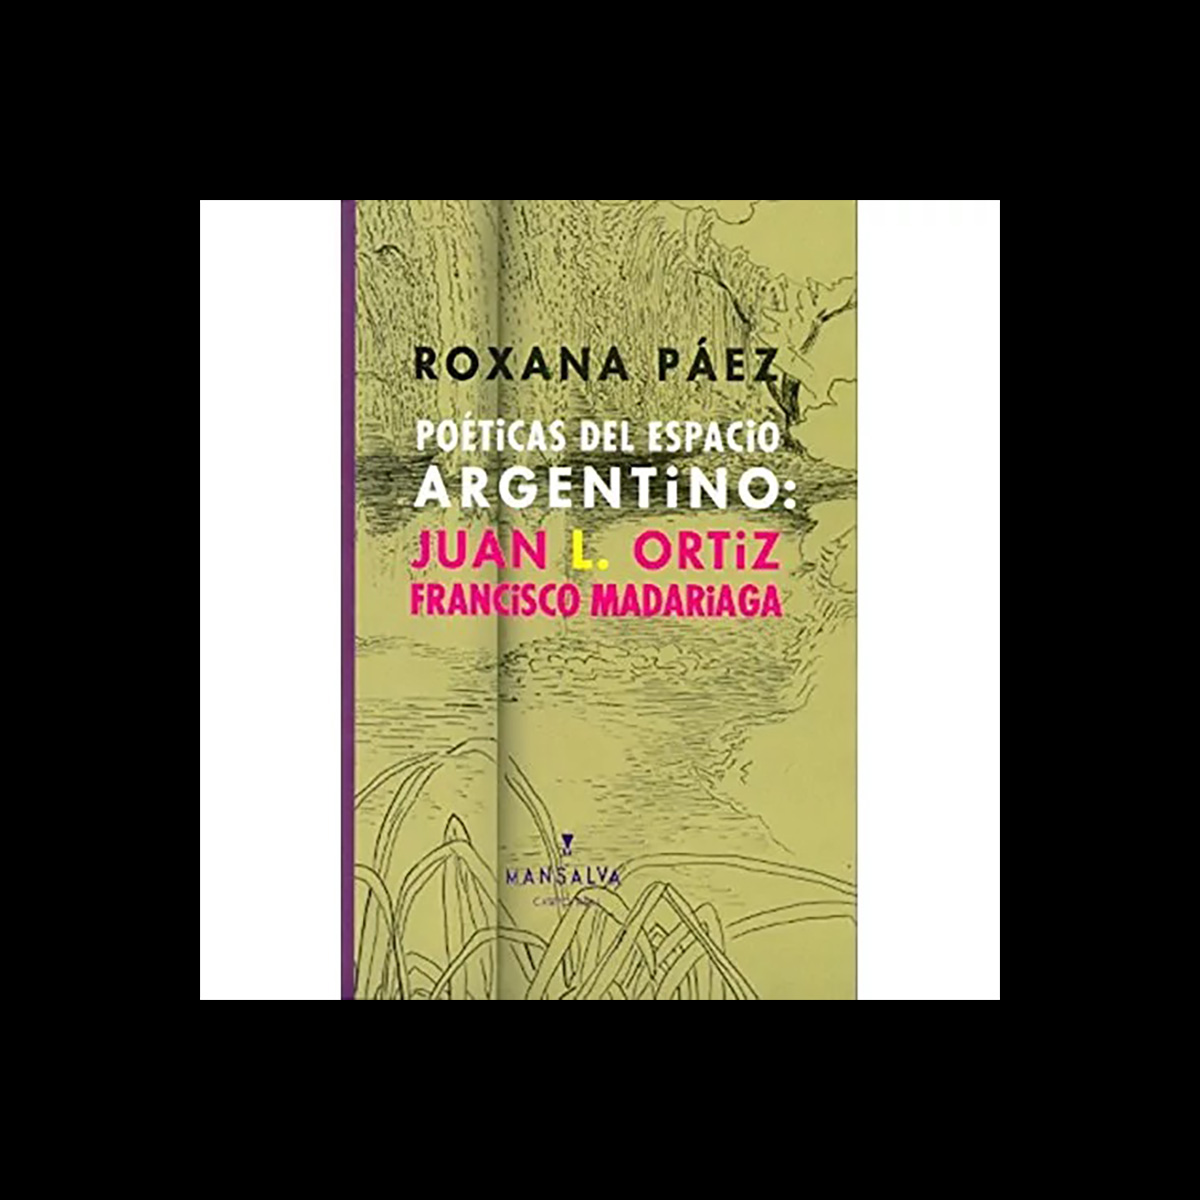 ROXANA PÁEZ
POÉTiCAS DEL ESPACiO
ARGENTiNO:
JUAN L. ORTiZ
FRANCiSCO MADARiAGA
MANSALVA